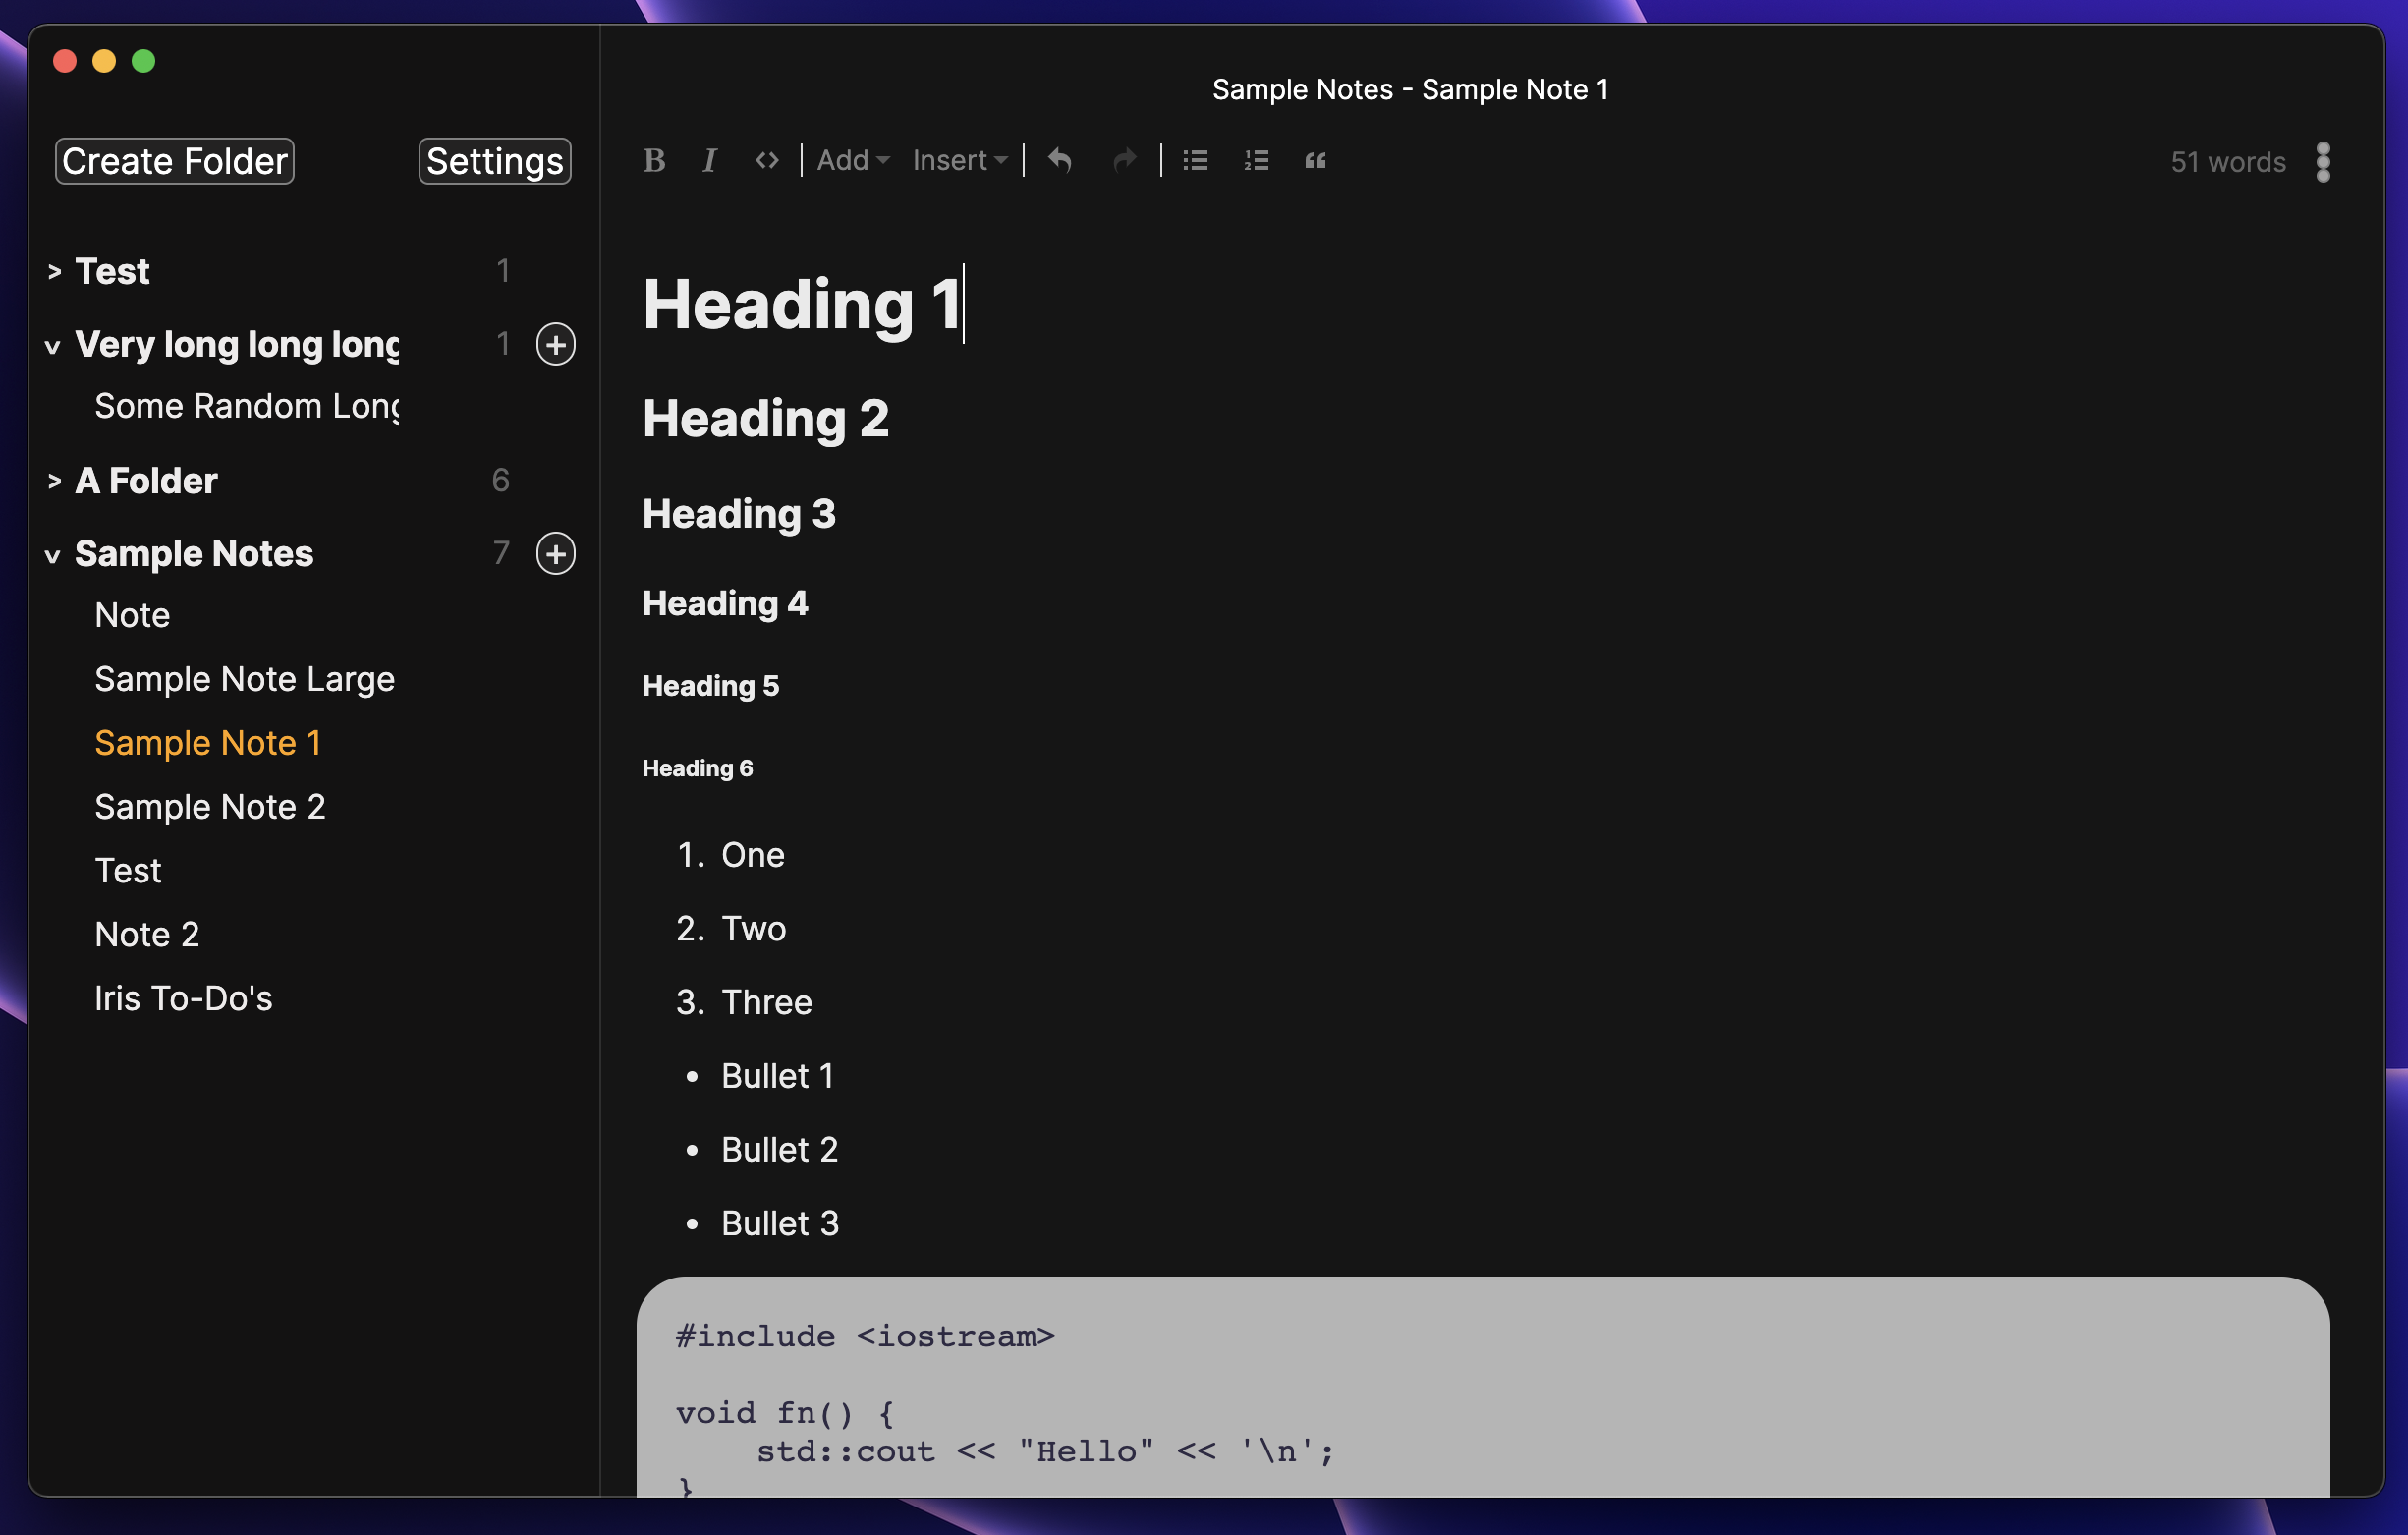 Sample Notes - Sample Note 1
Create Folder
Settings
B I <> Add Insert
51 words
> Test 1
v Very long long long 1 +
Some Random Long
> A Folder 6
v Sample Notes 7 +
Note
Sample Note Large
Sample Note 1
Sample Note 2
Test
Note 2
Iris To-Do's
Heading 1
Heading 2
Heading 3
Heading 4
Heading 5
Heading 6
1. One
2. Two
3. Three
• Bullet 1
• Bullet 2
• Bullet 3
#include <iostream>
void fn() {
    std::cout << "Hello" << '\n';
}